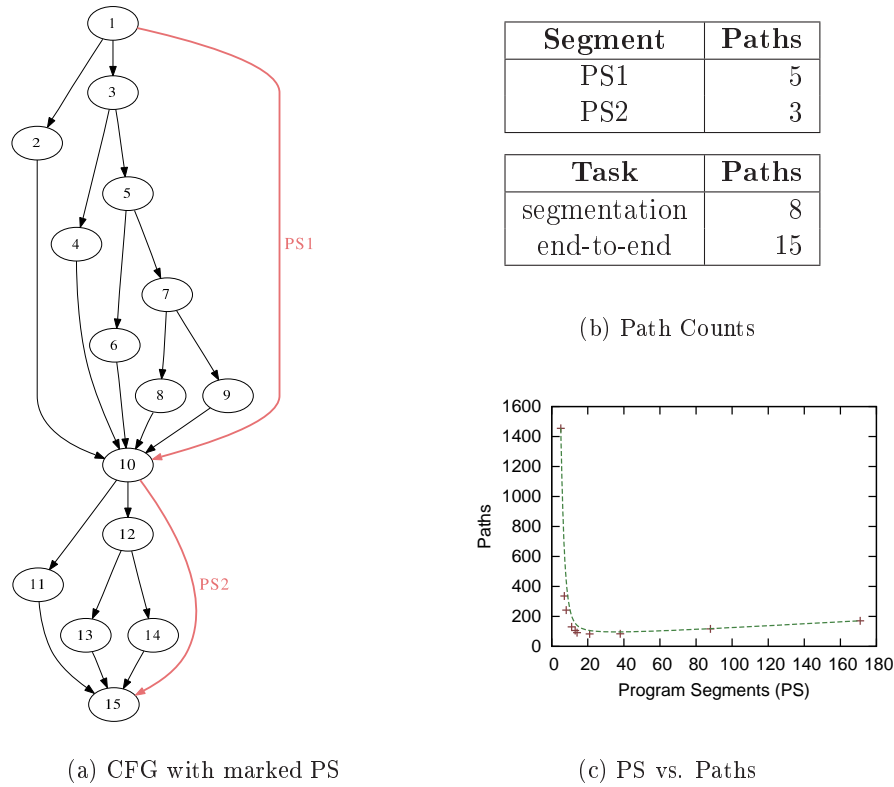 1
3
2
5
4
PS1
7
6
8
9
10
12
11
PS2
13
14
15
(a) CFG with marked PS
Segment Paths
PS1 5
PS2 3
Task Paths
segmentation 8
end-to-end 15
(b) Path Counts
1600
1400
1200
1000
800
600
400
200
0
Paths
0 20 40 60 80 100 120 140 160 180
Program Segments (PS)
(c) PS vs. Paths